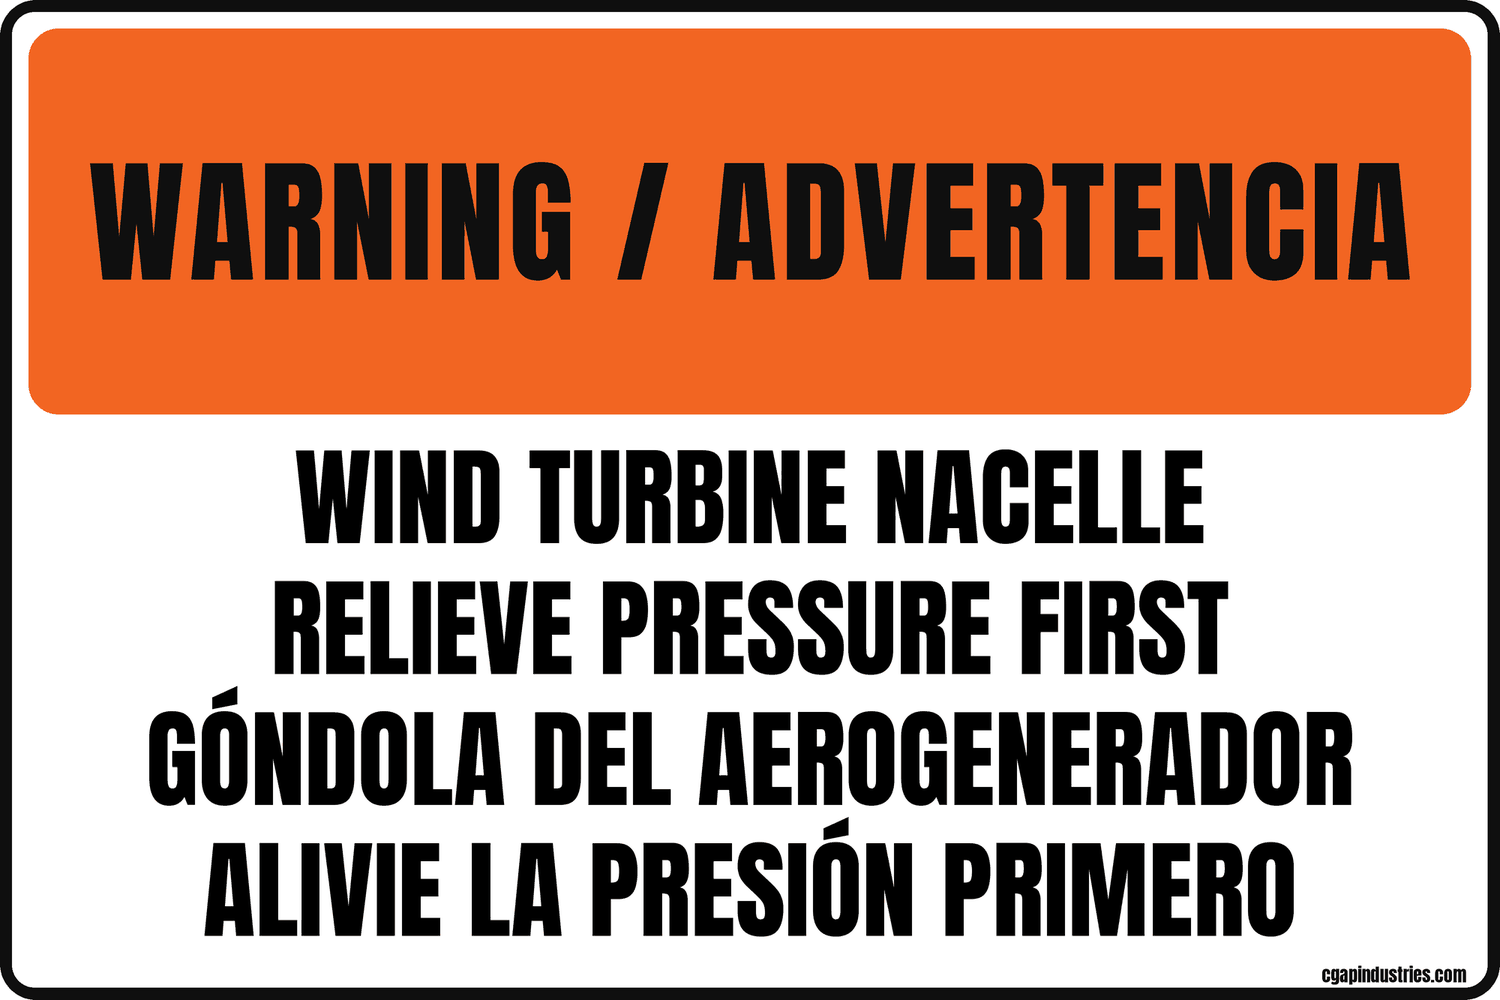 WARNING / ADVERTENCIA
WIND TURBINE NACELLE
RELIEVE PRESSURE FIRST
GÓNDOLA DEL AEROGENERADOR
ALIVIE LA PRESIÓN PRIMERO
cgapindustries.com